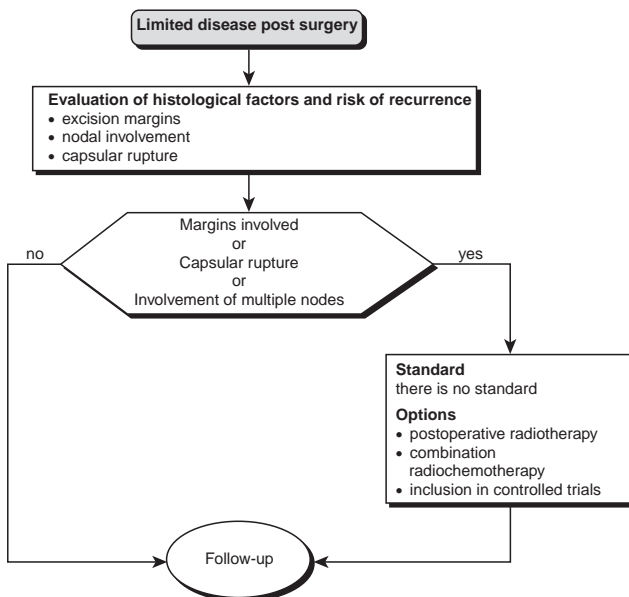 Limited disease post surgery
Evaluation of histological factors and risk of recurrence
• excision margins
• nodal involvement
• capsular rupture
Margins involved
or
Capsular rupture
or
Involvement of multiple nodes
no
yes
Standard
there is no standard
Options
• postoperative radiotherapy
• combination
radiochemotherapy
• inclusion in controlled trials
Follow-up